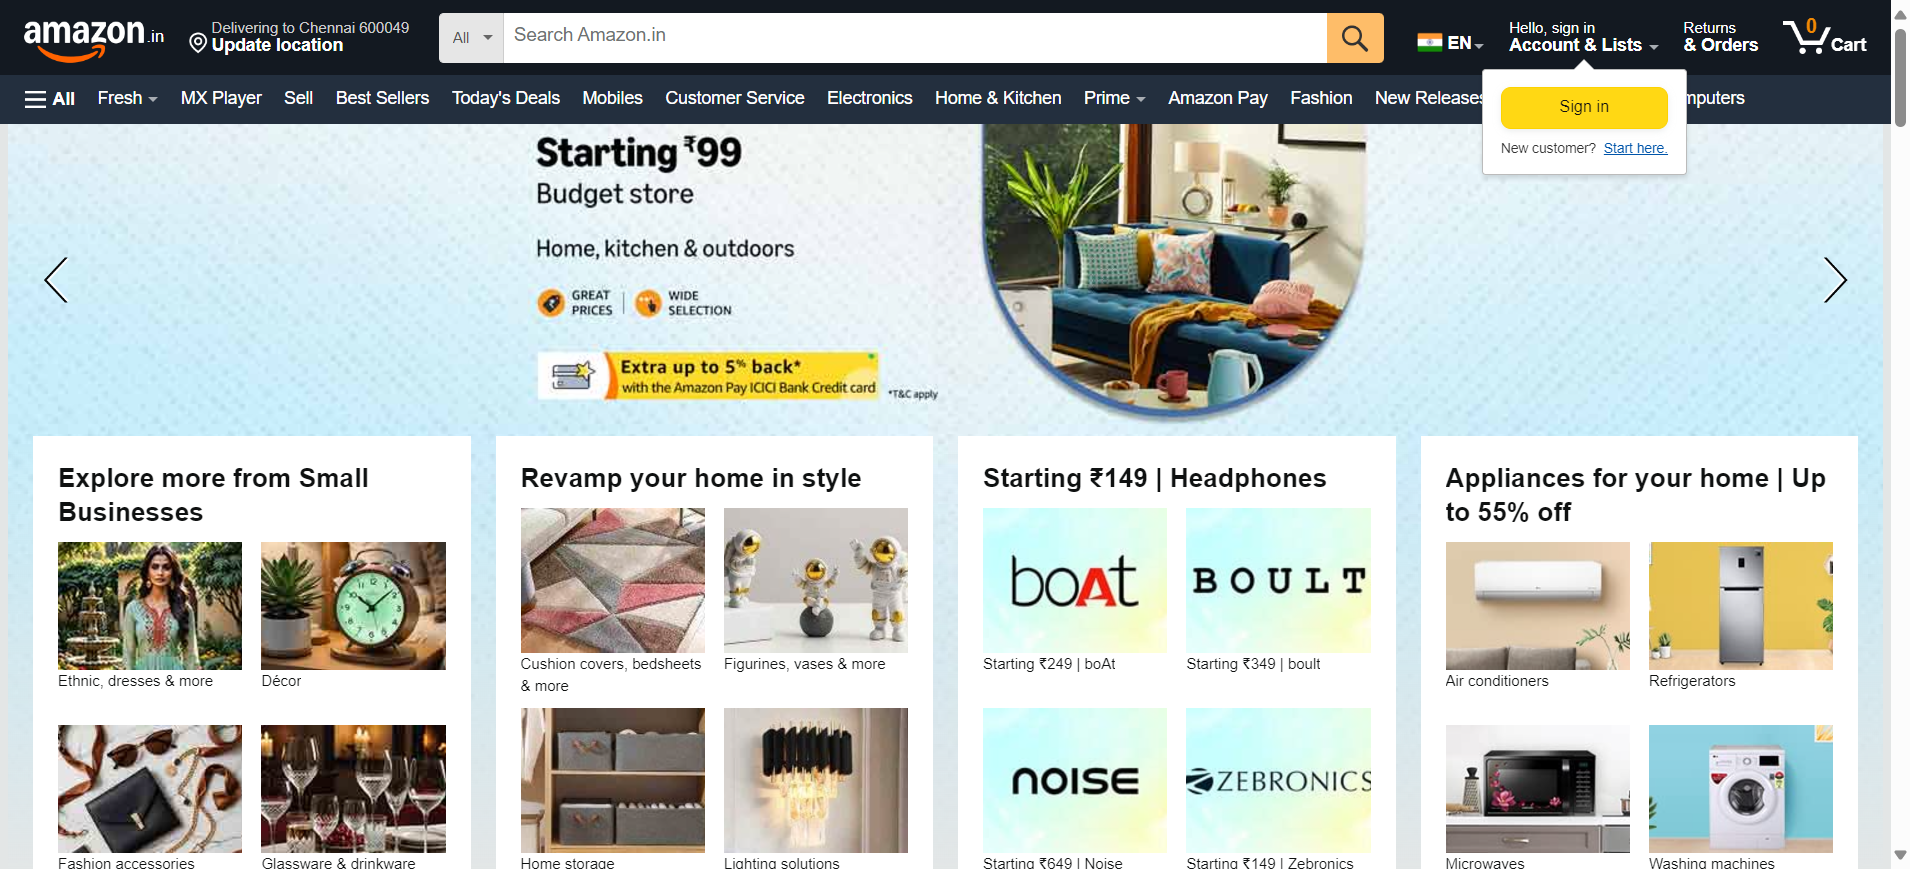 amazon.in
Delivering to Chennai 600049
Update location
All
Search Amazon.in
EN
Hello, sign in
Account & Lists
Returns
& Orders
0
Cart
All
Fresh
MX Player
Sell
Best Sellers
Today's Deals
Mobiles
Customer Service
Electronics
Home & Kitchen
Prime
Amazon Pay
Fashion
New Releases
mputers
Sign in
New customer? Start here.
Starting ₹99
Budget store
Home, kitchen & outdoors
GREAT
PRICES
WIDE
SELECTION
Extra up to 5% back*
with the Amazon Pay ICICI Bank Credit card
*T&C apply
Explore more from Small
Businesses
Ethnic, dresses & more
Décor
Fashion accessories
Glassware & drinkware
Revamp your home in style
Cushion covers, bedsheets
& more
Figurines, vases & more
Home storage
Lighting solutions
Starting ₹149 | Headphones
boAt
BOULT
Starting ₹249 | boAt
Starting ₹349 | boult
NOISE
ZEBRONICS
Starting ₹649 | Noise
Starting ₹149 | Zebronics
Appliances for your home | Up
to 55% off
Air conditioners
Refrigerators
Microwaves
Washing machines